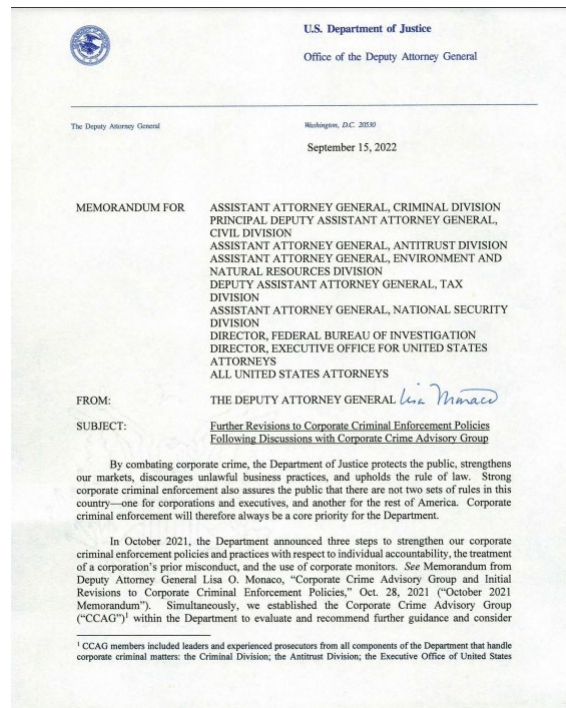 U.S. Department of Justice
Office of the Deputy Attorney General
The Deputy Attorney General
Washington, D.C. 20530
September 15, 2022
MEMORANDUM FOR
ASSISTANT ATTORNEY GENERAL, CRIMINAL DIVISION
PRINCIPAL DEPUTY ASSISTANT ATTORNEY GENERAL,
CIVIL DIVISION
ASSISTANT ATTORNEY GENERAL, ANTITRUST DIVISION
ASSISTANT ATTORNEY GENERAL, ENVIRONMENT AND
NATURAL RESOURCES DIVISION
DEPUTY ASSISTANT ATTORNEY GENERAL, TAX
DIVISION
ASSISTANT ATTORNEY GENERAL, NATIONAL SECURITY
DIVISION
DIRECTOR, FEDERAL BUREAU OF INVESTIGATION
DIRECTOR, EXECUTIVE OFFICE FOR UNITED STATES
ATTORNEYS
ALL UNITED STATES ATTORNEYS
FROM: THE DEPUTY ATTORNEY GENERAL Lisa Monaco
SUBJECT: Further Revisions to Corporate Criminal Enforcement Policies
Following Discussions with Corporate Crime Advisory Group
By combating corporate crime, the Department of Justice protects the public, strengthens
our markets, discourages unlawful business practices, and upholds the rule of law. Strong
corporate criminal enforcement also assures the public that there are not two sets of rules in this
country—one for corporations and executives, and another for the rest of America. Corporate
criminal enforcement will therefore always be a core priority for the Department.
In October 2021, the Department announced three steps to strengthen our corporate
criminal enforcement policies and practices with respect to individual accountability, the treatment
of a corporation's prior misconduct, and the use of corporate monitors. See Memorandum from
Deputy Attorney General Lisa O. Monaco, "Corporate Crime Advisory Group and Initial
Revisions to Corporate Criminal Enforcement Policies," Oct. 28, 2021 ("October 2021
Memorandum"). Simultaneously, we established the Corporate Crime Advisory Group
("CCAG")1 within the Department to evaluate and recommend further guidance and consider
1 CCAG members included leaders and experienced prosecutors from all components of the Department that handle
corporate criminal matters: the Criminal Division; the Antitrust Division; the Executive Office of United States